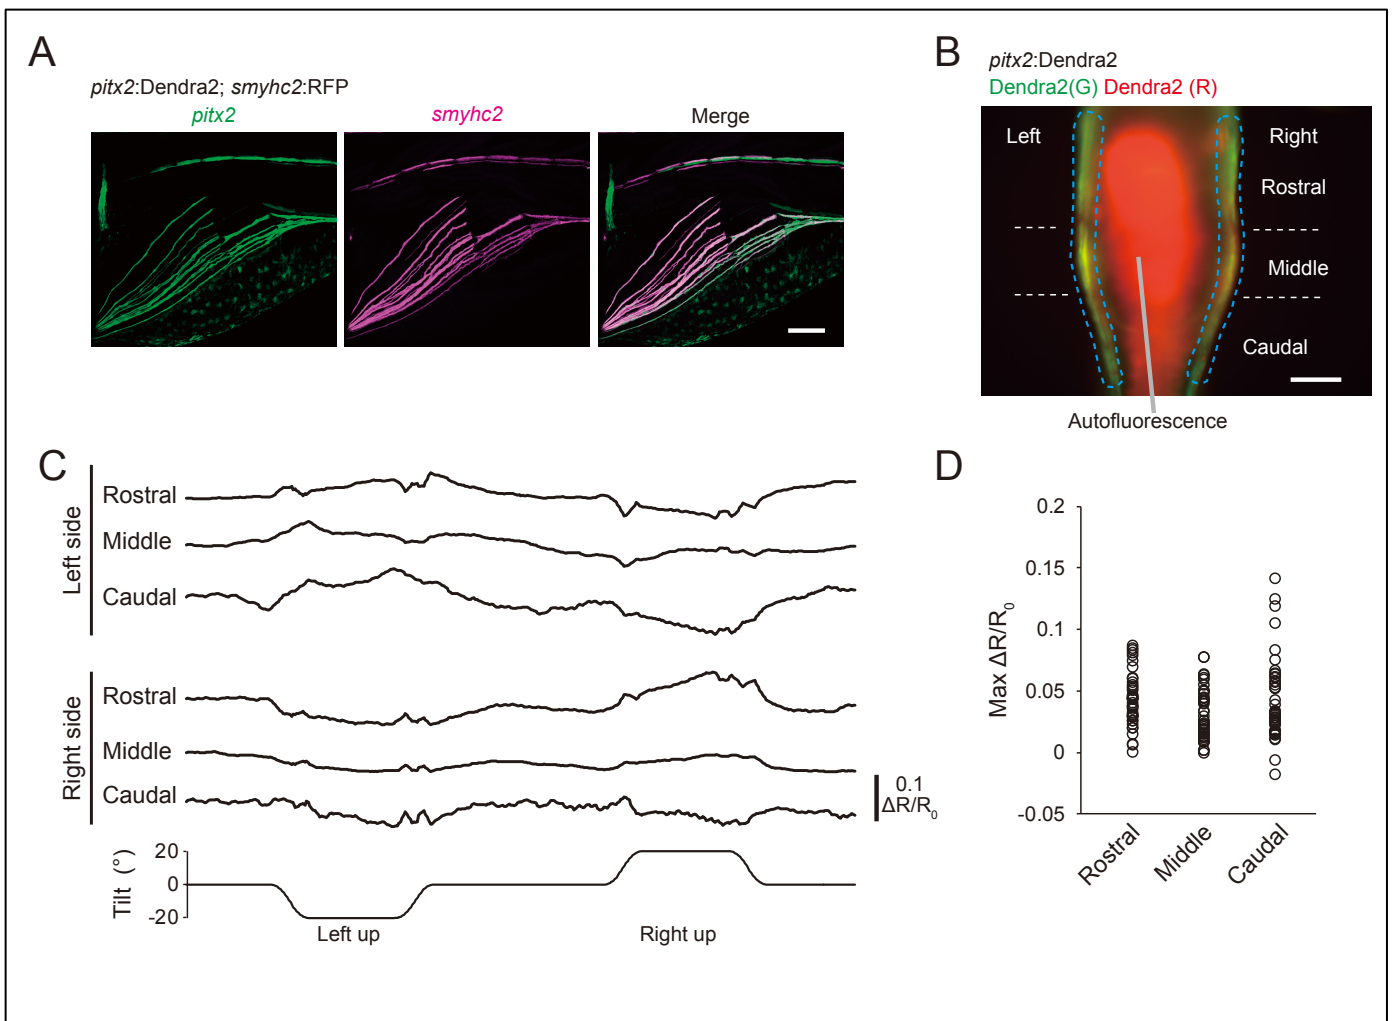 A
pitx2:Dendra2; smyhc2:RFP
pitx2
smyhc2
Merge
B
pitx2:Dendra2
Dendra2(G) Dendra2 (R)
Left
Right
Rostral
Middle
Caudal
Autofluorescence
C
Left side
Rostral
Middle
Caudal
Right side
Rostral
Middle
Caudal
0.1
ΔR/R0
Tilt (°)
20
0
-20
Left up
Right up
D
Max ΔR/R0
0.2
0.15
0.1
0.05
0
-0.05
Rostral
Middle
Caudal